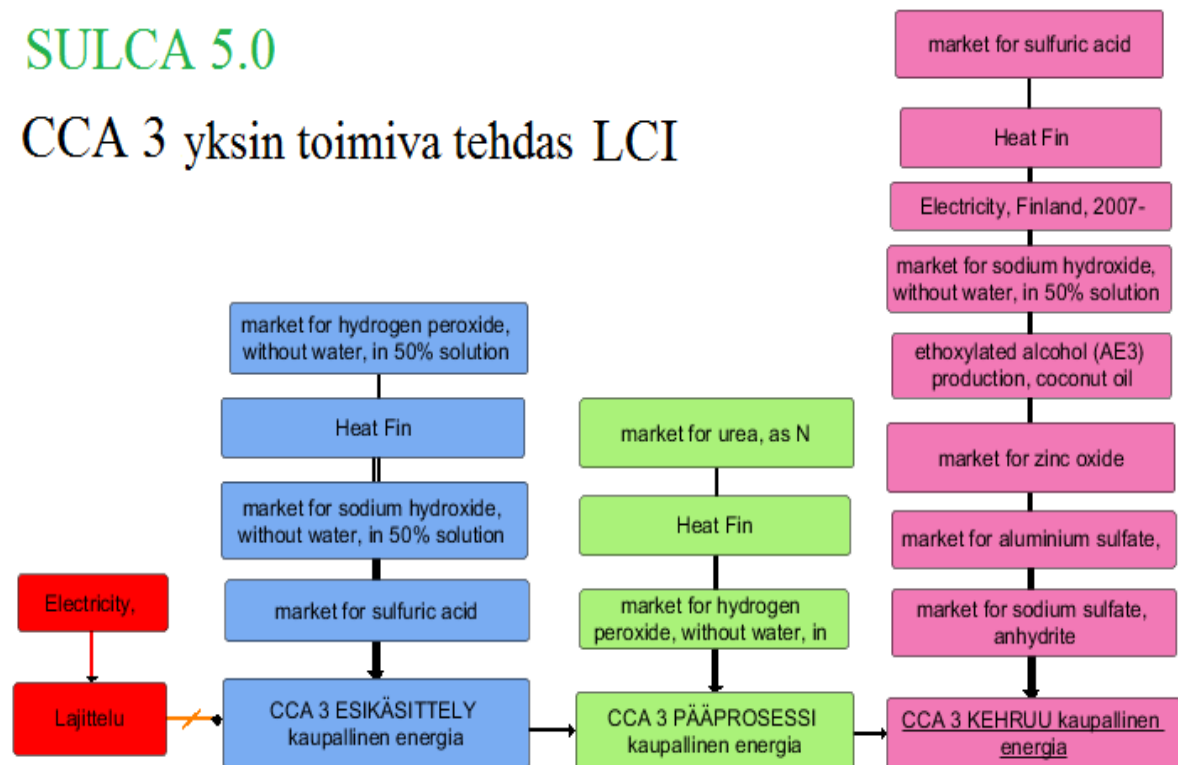 SULCA 5.0
CCA 3 yksin toimiva tehdas LCI
Electricity,
Lajittelu
market for hydrogen peroxide,
without water, in 50% solution
Heat Fin
market for sodium hydroxide,
without water, in 50% solution
market for sulfuric acid
CCA 3 ESIKÄSITTELY
kaupallinen energia
market for urea, as N
Heat Fin
market for hydrogen
peroxide, without water, in
CCA 3 PÄÄPROSESSI
kaupallinen energia
market for sulfuric acid
Heat Fin
Electricity, Finland, 2007-
market for sodium hydroxide,
without water, in 50% solution
ethoxylated alcohol (AE3)
production, coconut oil
market for zinc oxide
market for aluminium sulfate,
market for sodium sulfate,
anhydrite
CCA 3 KEHRUU kaupallinen
energia